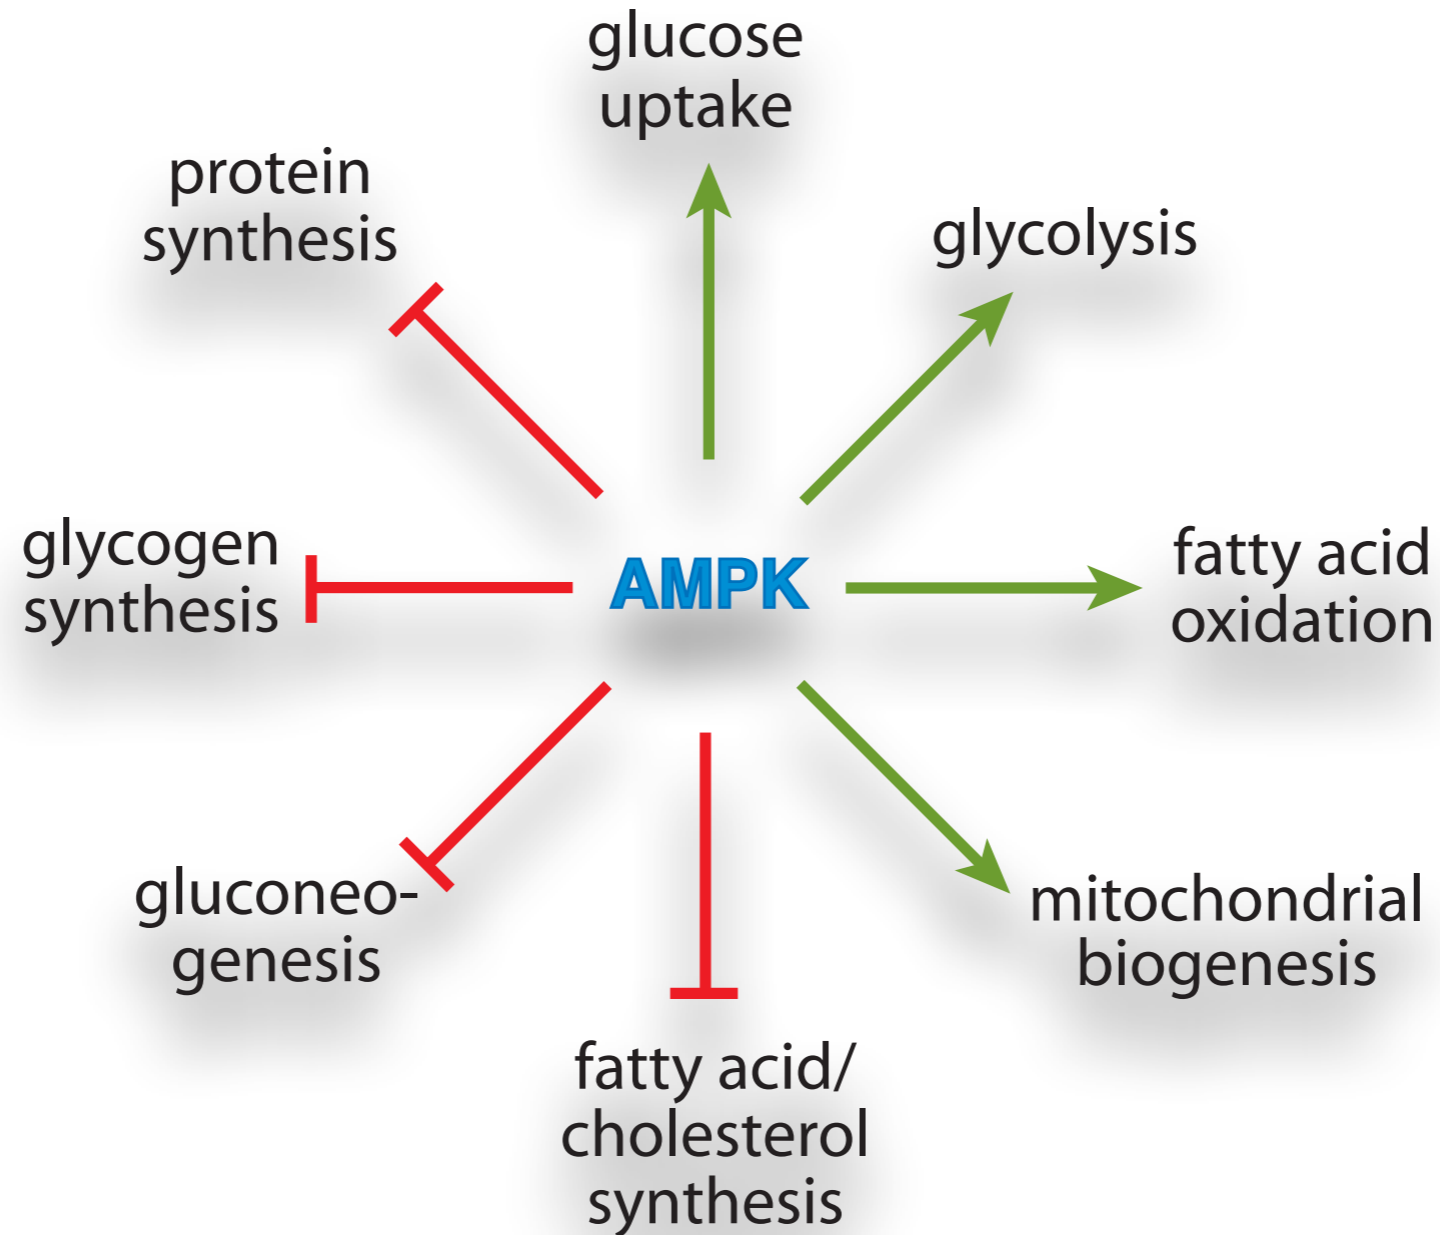 glucose
uptake
protein
synthesis
glycolysis
glycogen
synthesis
AMPK
fatty acid
oxidation
gluconeo-
genesis
mitochondrial
biogenesis
fatty acid/
cholesterol
synthesis